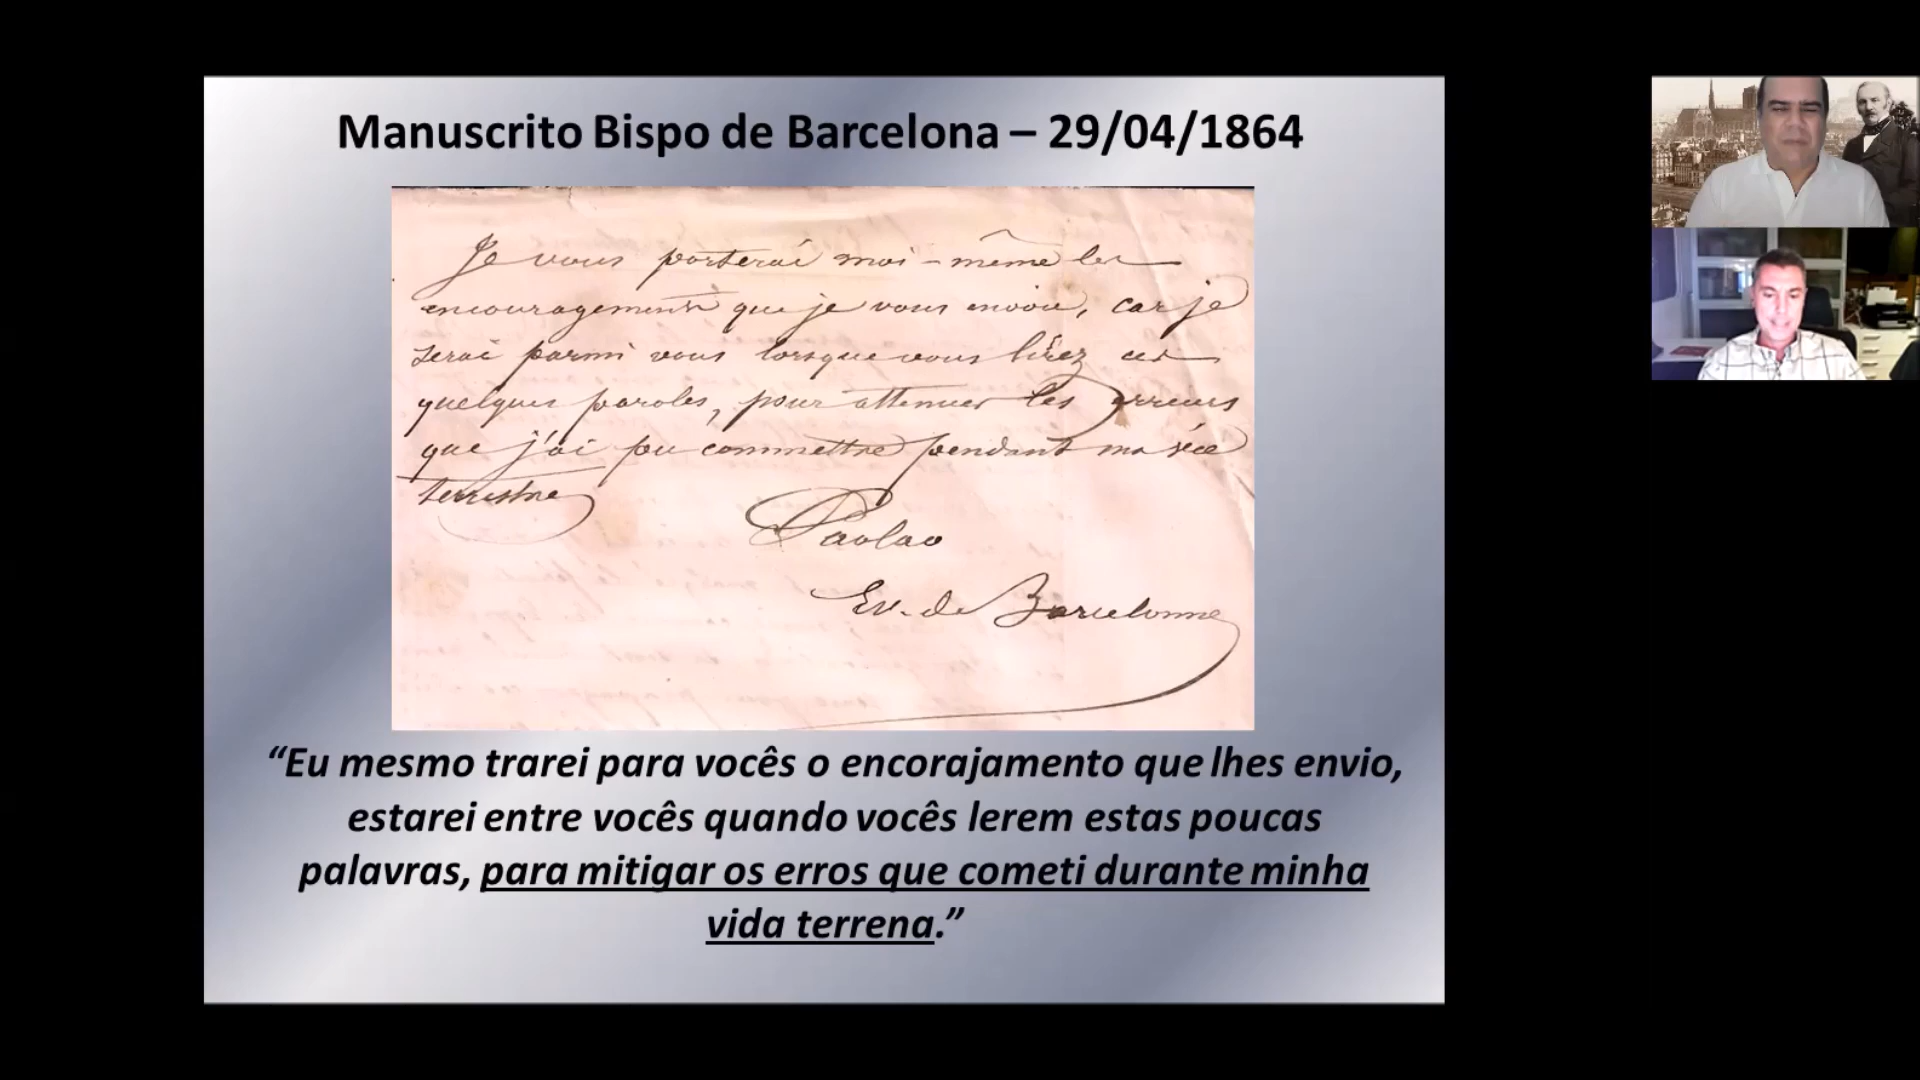 Manuscrito Bispo de Barcelona – 29/04/1864
Je vous porterai moi-même les
encouragements que je vous envoie, car je
serai parmi vous lorsque vous lirez ces
quelques paroles, pour attenuer les erreurs
que j'ai pu commettre pendant ma vie
terrestre
Ev. de Barcelonne
“Eu mesmo trarei para vocês o encorajamento que lhes envio,
estarei entre vocês quando vocês lerem estas poucas
palavras, para mitigar os erros que cometi durante minha
vida terrena.”